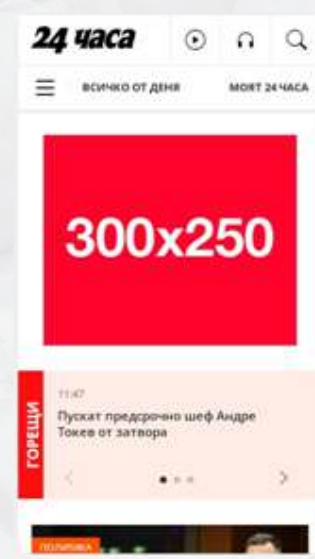 24 часа
ВСИЧКО ОТ ДЕНЯ
МОЯТ 24 ЧАСА
300x250
ГОРЕЩИ
11:47
Пускат предсрочно шеф Андре
Токев от затвора
ПОЛИТИКА